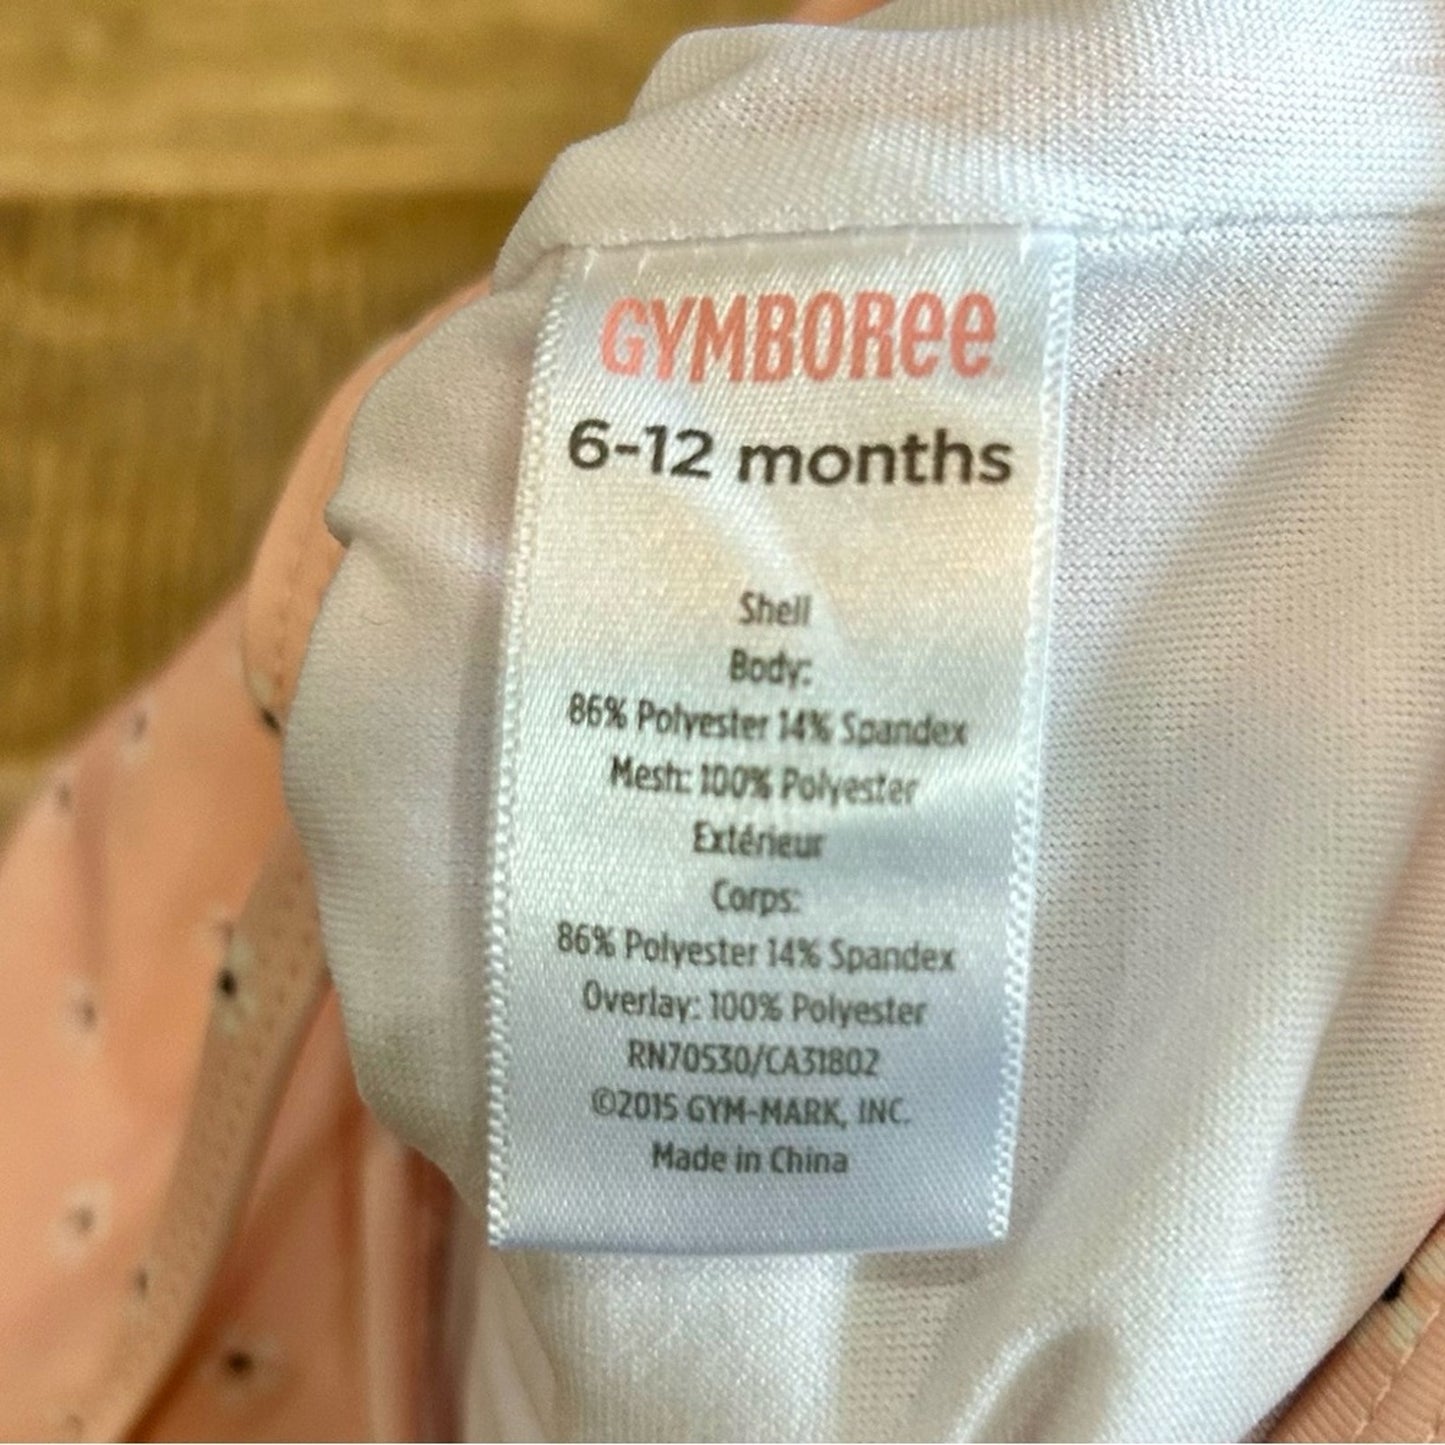 GYMBOREE
6-12 months
Shell
Body:
86% Polyester 14% Spandex
Mesh: 100% Polyester
Extérieur
Corps:
86% Polyester 14% Spandex
Overlay: 100% Polyester
RN70530/CA31802
©2015 GYM-MARK, INC.
Made in China